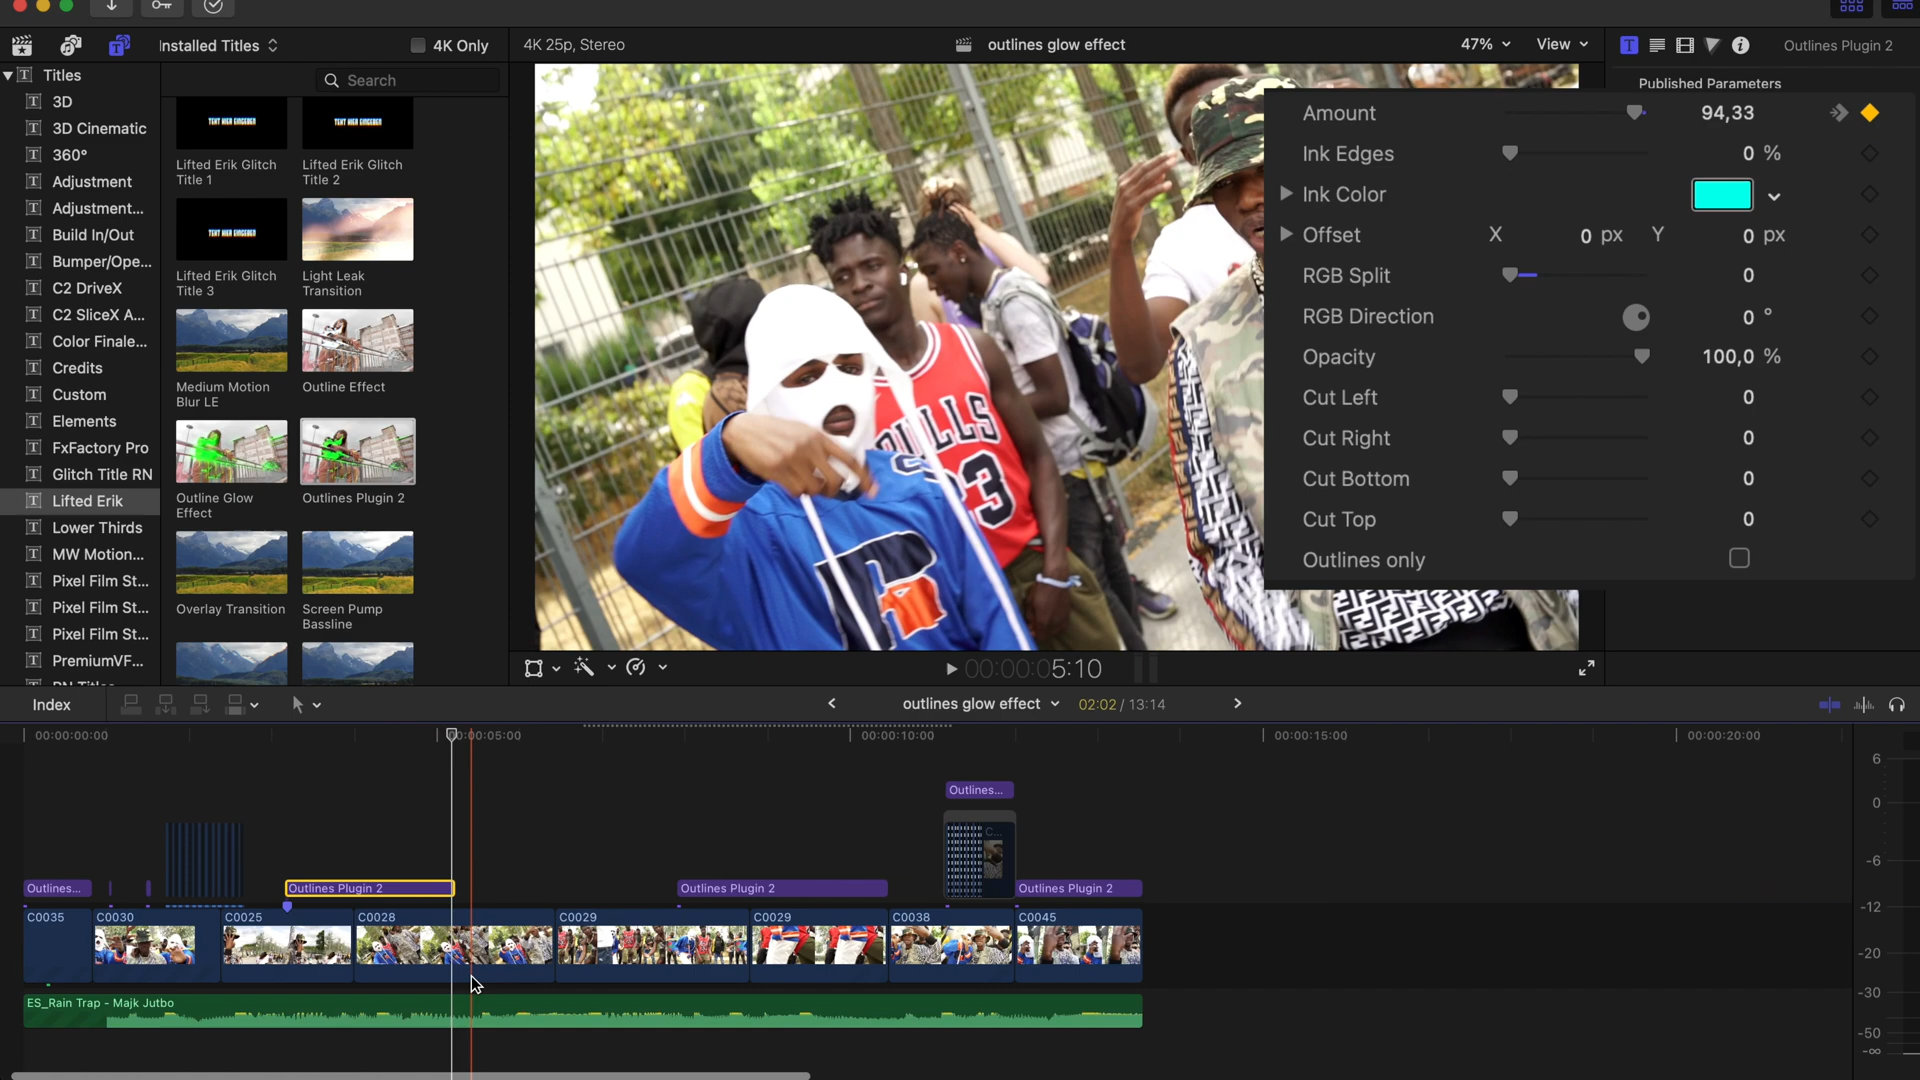 Installed Titles
4K Only
4K 25p, Stereo
outlines glow effect
47%
View
Outlines Plugin 2
Titles
Search
Published Parameters
3D
3D Cinematic
360°
Adjustment
Adjustment...
Build In/Out
Bumper/Ope...
C2 DriveX
C2 SliceX A...
Color Finale...
Credits
Custom
Elements
FxFactory Pro
Glitch Title RN
Lifted Erik
Lower Thirds
MW Motion...
Pixel Film St...
Pixel Film St...
Pixel Film St...
PremiumVF...
TEXT HIER EINGEBEN
TEXT HIER EINGEBEN
Lifted Erik Glitch Title 1
Lifted Erik Glitch Title 2
TEXT HIER EINGEBEN
Lifted Erik Glitch Title 3
Light Leak Transition
Medium Motion Blur LE
Outline Effect
Outline Glow Effect
Outlines Plugin 2
Overlay Transition
Screen Pump Bassline
Amount 94,33
Ink Edges 0 %
Ink Color
Offset X 0 px Y 0 px
RGB Split 0
RGB Direction 0 °
Opacity 100,0 %
Cut Left 0
Cut Right 0
Cut Bottom 0
Cut Top 0
Outlines only
BULLS
23
00:00:05:10
Index
outlines glow effect
02:02 / 13:14
00:00:00:00
00:00:05:00
00:00:10:00
00:00:15:00
00:00:20:00
Outlines...
Outlines...
Outlines Plugin 2
Outlines Plugin 2
Outlines Plugin 2
C0035
C0030
C0025
C0028
C0029
C0029
C0038
C0045
ES_Rain Trap - Majk Jutbo
6
0
-6
-12
-20
-30
-50
-∞